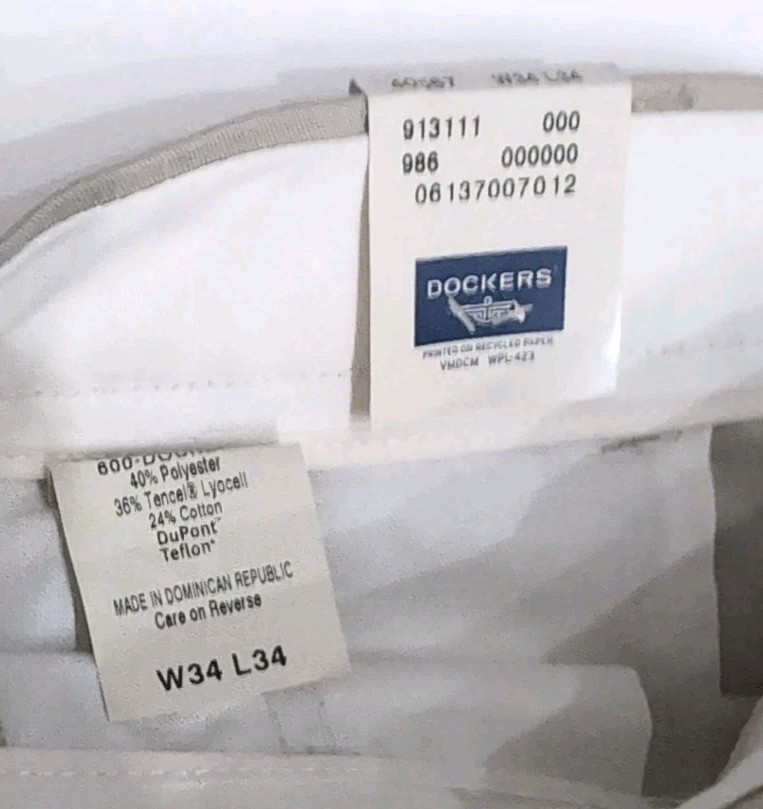 W34 L34
913111 000
986 000000
06137007012
DOCKERS
PRINTED ON RECYCLED PAPER
VMDCM WPL-423
40% Polyester
36% Tencel® Lyocell
24% Cotton
DuPont
Teflon*
MADE IN DOMINICAN REPUBLIC
Care on Reverse
W34 L34